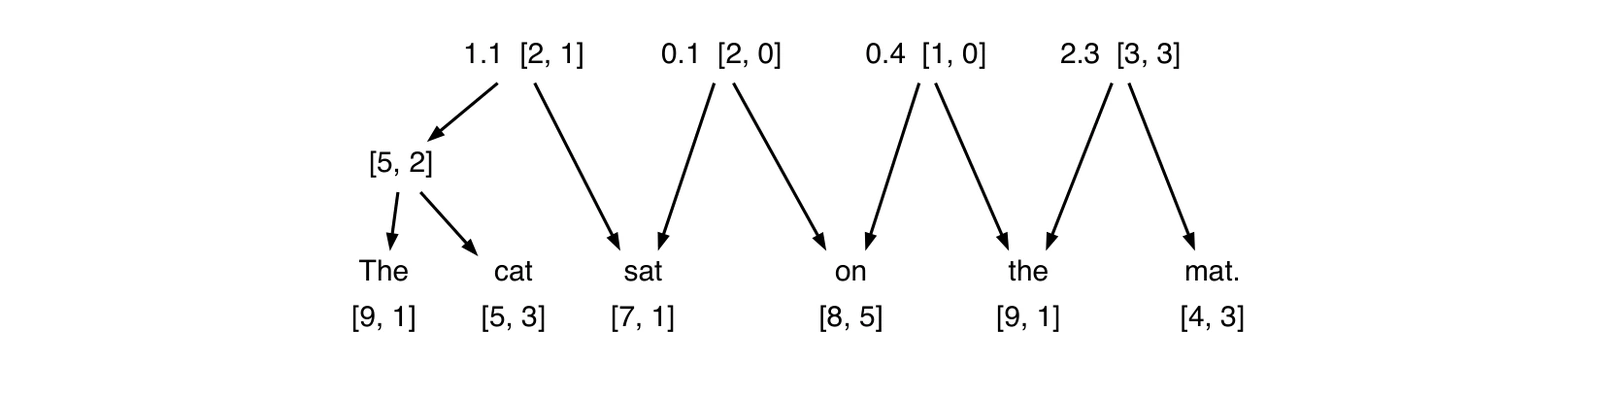 1.1 [2, 1] 0.1 [2, 0] 0.4 [1, 0] 2.3 [3, 3]
[5, 2]
The cat sat on the mat.
[9, 1] [5, 3] [7, 1] [8, 5] [9, 1] [4, 3]